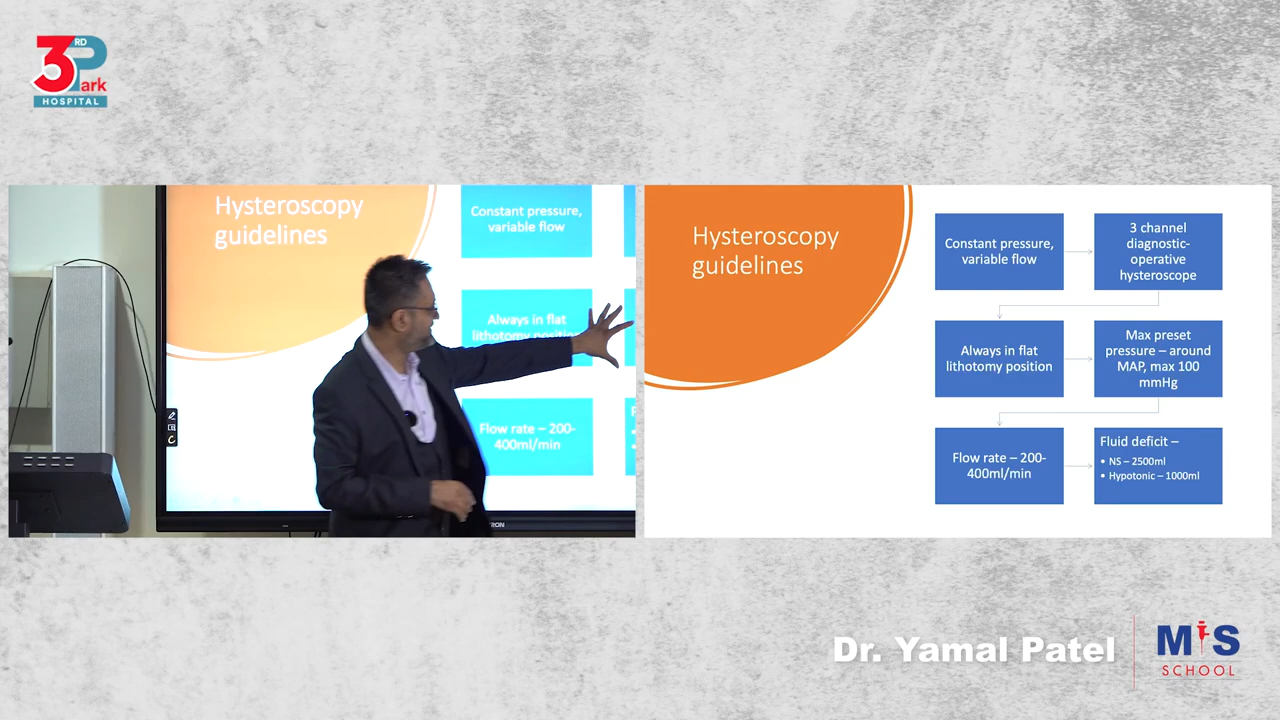 3RD
Park
HOSPITAL
Hysteroscopy
guidelines
Constant pressure,
variable flow
Always in flat
lithotomy position
Flow rate – 200-
400ml/min
Hysteroscopy
guidelines
Constant pressure,
variable flow
3 channel
diagnostic-
operative
hysteroscope
Always in flat
lithotomy position
Max preset
pressure – around
MAP, max 100
mmHg
Flow rate – 200-
400ml/min
Fluid deficit –
• NS – 2500ml
• Hypotonic – 1000ml
Dr. Yamal Patel
MIS
SCHOOL